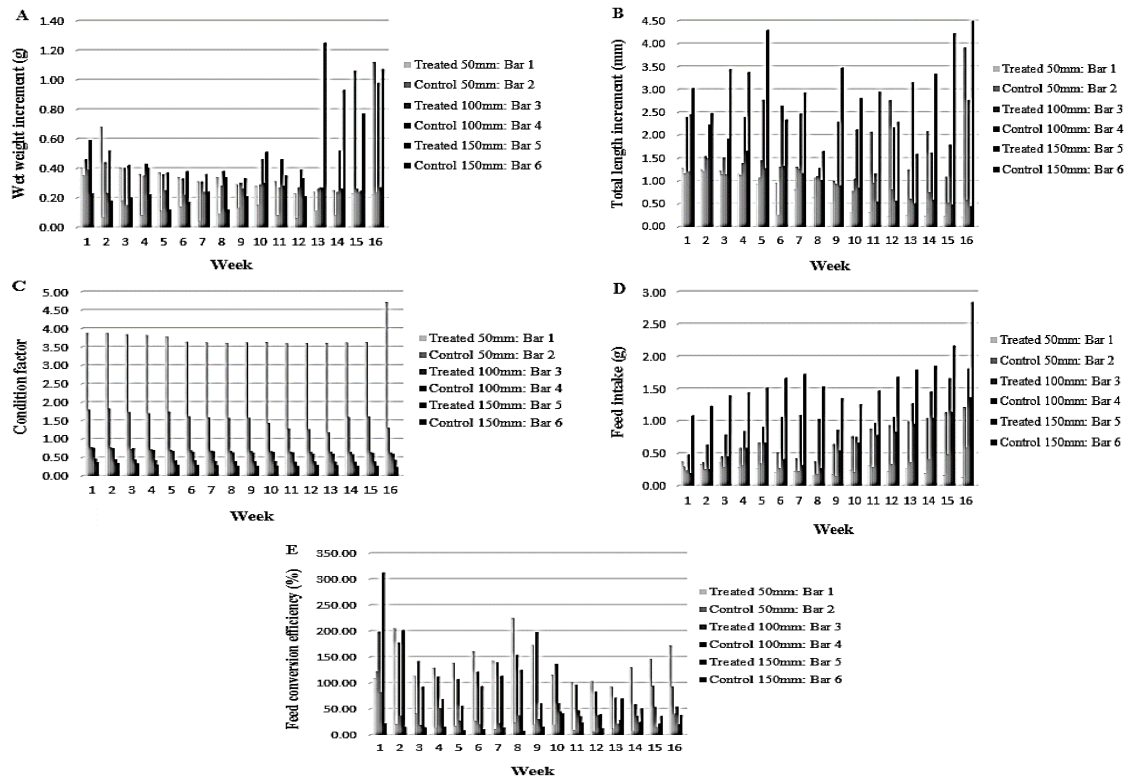 A
Wet weight increment (g)
1.40
1.20
1.00
0.80
0.60
0.40
0.20
0.00
1 2 3 4 5 6 7 8 9 10 11 12 13 14 15 16
Week
Treated 50mm: Bar 1
Control 50mm: Bar 2
Treated 100mm: Bar 3
Control 100mm: Bar 4
Treated 150mm: Bar 5
Control 150mm: Bar 6
B
Total length increment (mm)
4.50
4.00
3.50
3.00
2.50
2.00
1.50
1.00
0.50
0.00
1 2 3 4 5 6 7 8 9 10 11 12 13 14 15 16
Week
Treated 50mm: Bar 1
Control 50mm: Bar 2
Treated 100mm: Bar 3
Control 100mm: Bar 4
Treated 150mm: Bar 5
Control 150mm: Bar 6
C
Condition factor
5.00
4.50
4.00
3.50
3.00
2.50
2.00
1.50
1.00
0.50
0.00
1 2 3 4 5 6 7 8 9 10 11 12 13 14 15 16
Week
Treated 50mm: Bar 1
Control 50mm: Bar 2
Treated 100mm: Bar 3
Control 100mm: Bar 4
Treated 150mm: Bar 5
Control 150mm: Bar 6
D
Feed intake (g)
3.00
2.50
2.00
1.50
1.00
0.50
0.00
1 2 3 4 5 6 7 8 9 10 11 12 13 14 15 16
Week
Treated 50mm: Bar 1
Control 50mm: Bar 2
Treated 100mm: Bar 3
Control 100mm: Bar 4
Treated 150mm: Bar 5
Control 150mm: Bar 6
E
Feed conversion efficiency (%)
350.00
300.00
250.00
200.00
150.00
100.00
50.00
0.00
1 2 3 4 5 6 7 8 9 10 11 12 13 14 15 16
Week
Treated 50mm: Bar 1
Control 50mm: Bar 2
Treated 100mm: Bar 3
Control 100mm: Bar 4
Treated 150mm: Bar 5
Control 150mm: Bar 6